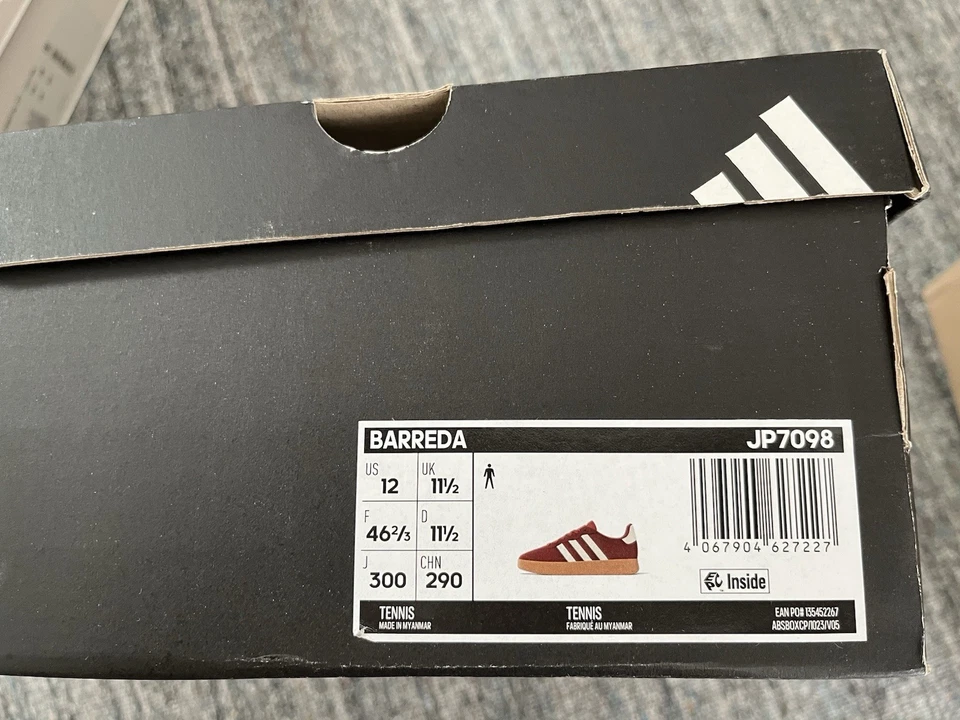 BARREDA JP7098
US UK
12 11½
F D
46⅔ 11½
J CHN
300 290
4 067904 627227
EPC Inside
TENNIS TENNIS EAN PO# 135452267
MADE IN MYANMAR FABRIQUÉ AU MYANMAR ABSBOXCP/1023/V05